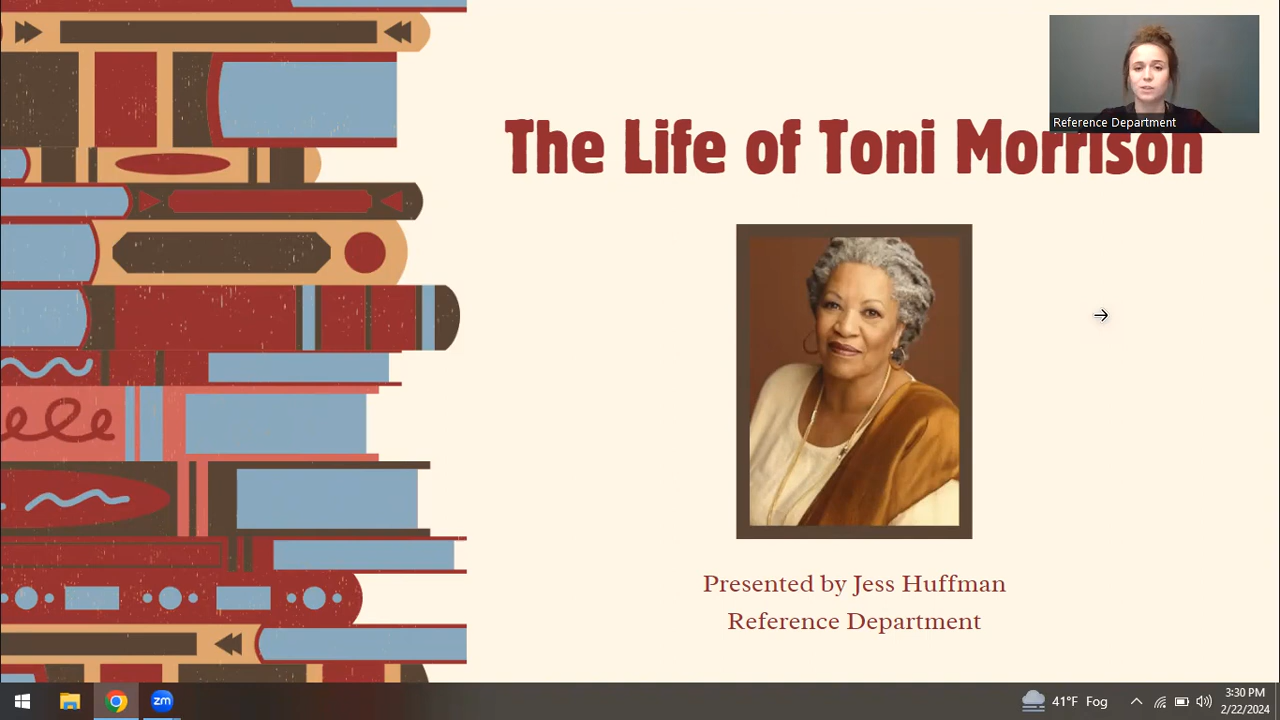 Reference Department
The Life of Toni Morrison
Presented by Jess Huffman
Reference Department
zm
41°F Fog
3:30 PM
2/22/2024